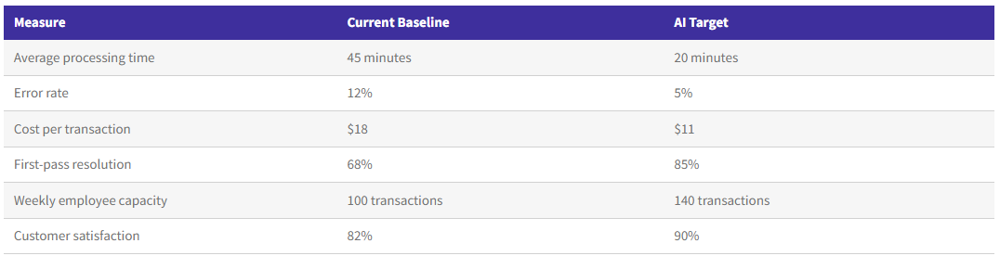 Measure Current Baseline AI Target
Average processing time 45 minutes 20 minutes
Error rate 12% 5%
Cost per transaction $18 $11
First-pass resolution 68% 85%
Weekly employee capacity 100 transactions 140 transactions
Customer satisfaction 82% 90%